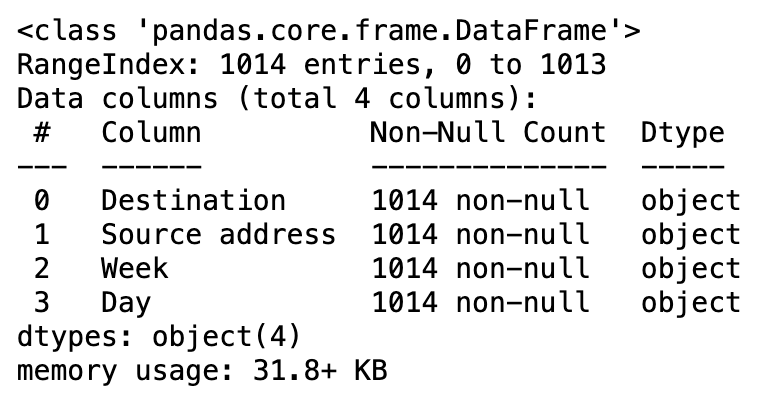 <class 'pandas.core.frame.DataFrame'>
RangeIndex: 1014 entries, 0 to 1013
Data columns (total 4 columns):
 #   Column          Non-Null Count  Dtype
---  ------          --------------  -----
 0   Destination     1014 non-null   object
 1   Source address  1014 non-null   object
 2   Week            1014 non-null   object
 3   Day             1014 non-null   object
dtypes: object(4)
memory usage: 31.8+ KB